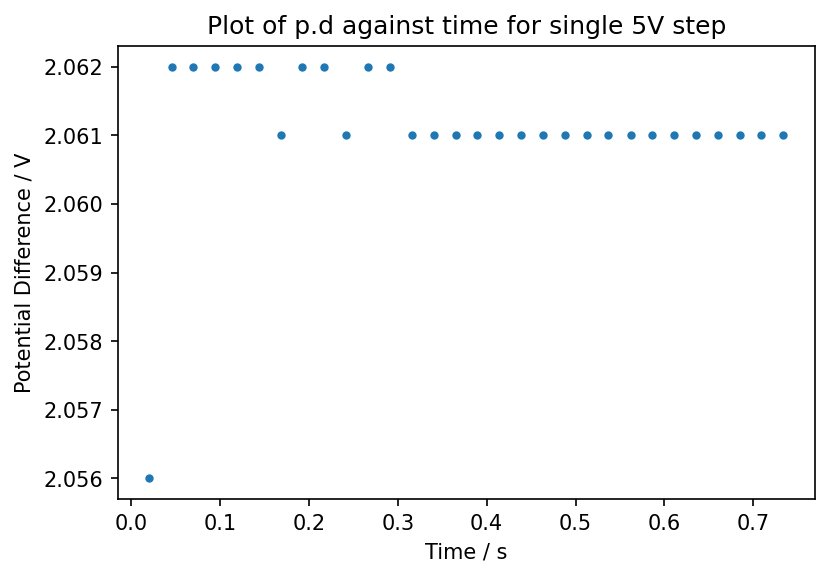 Plot of p.d against time for single 5V step
Potential Difference / V
2.062
2.061
2.060
2.059
2.058
2.057
2.056
0.0 0.1 0.2 0.3 0.4 0.5 0.6 0.7
Time / s